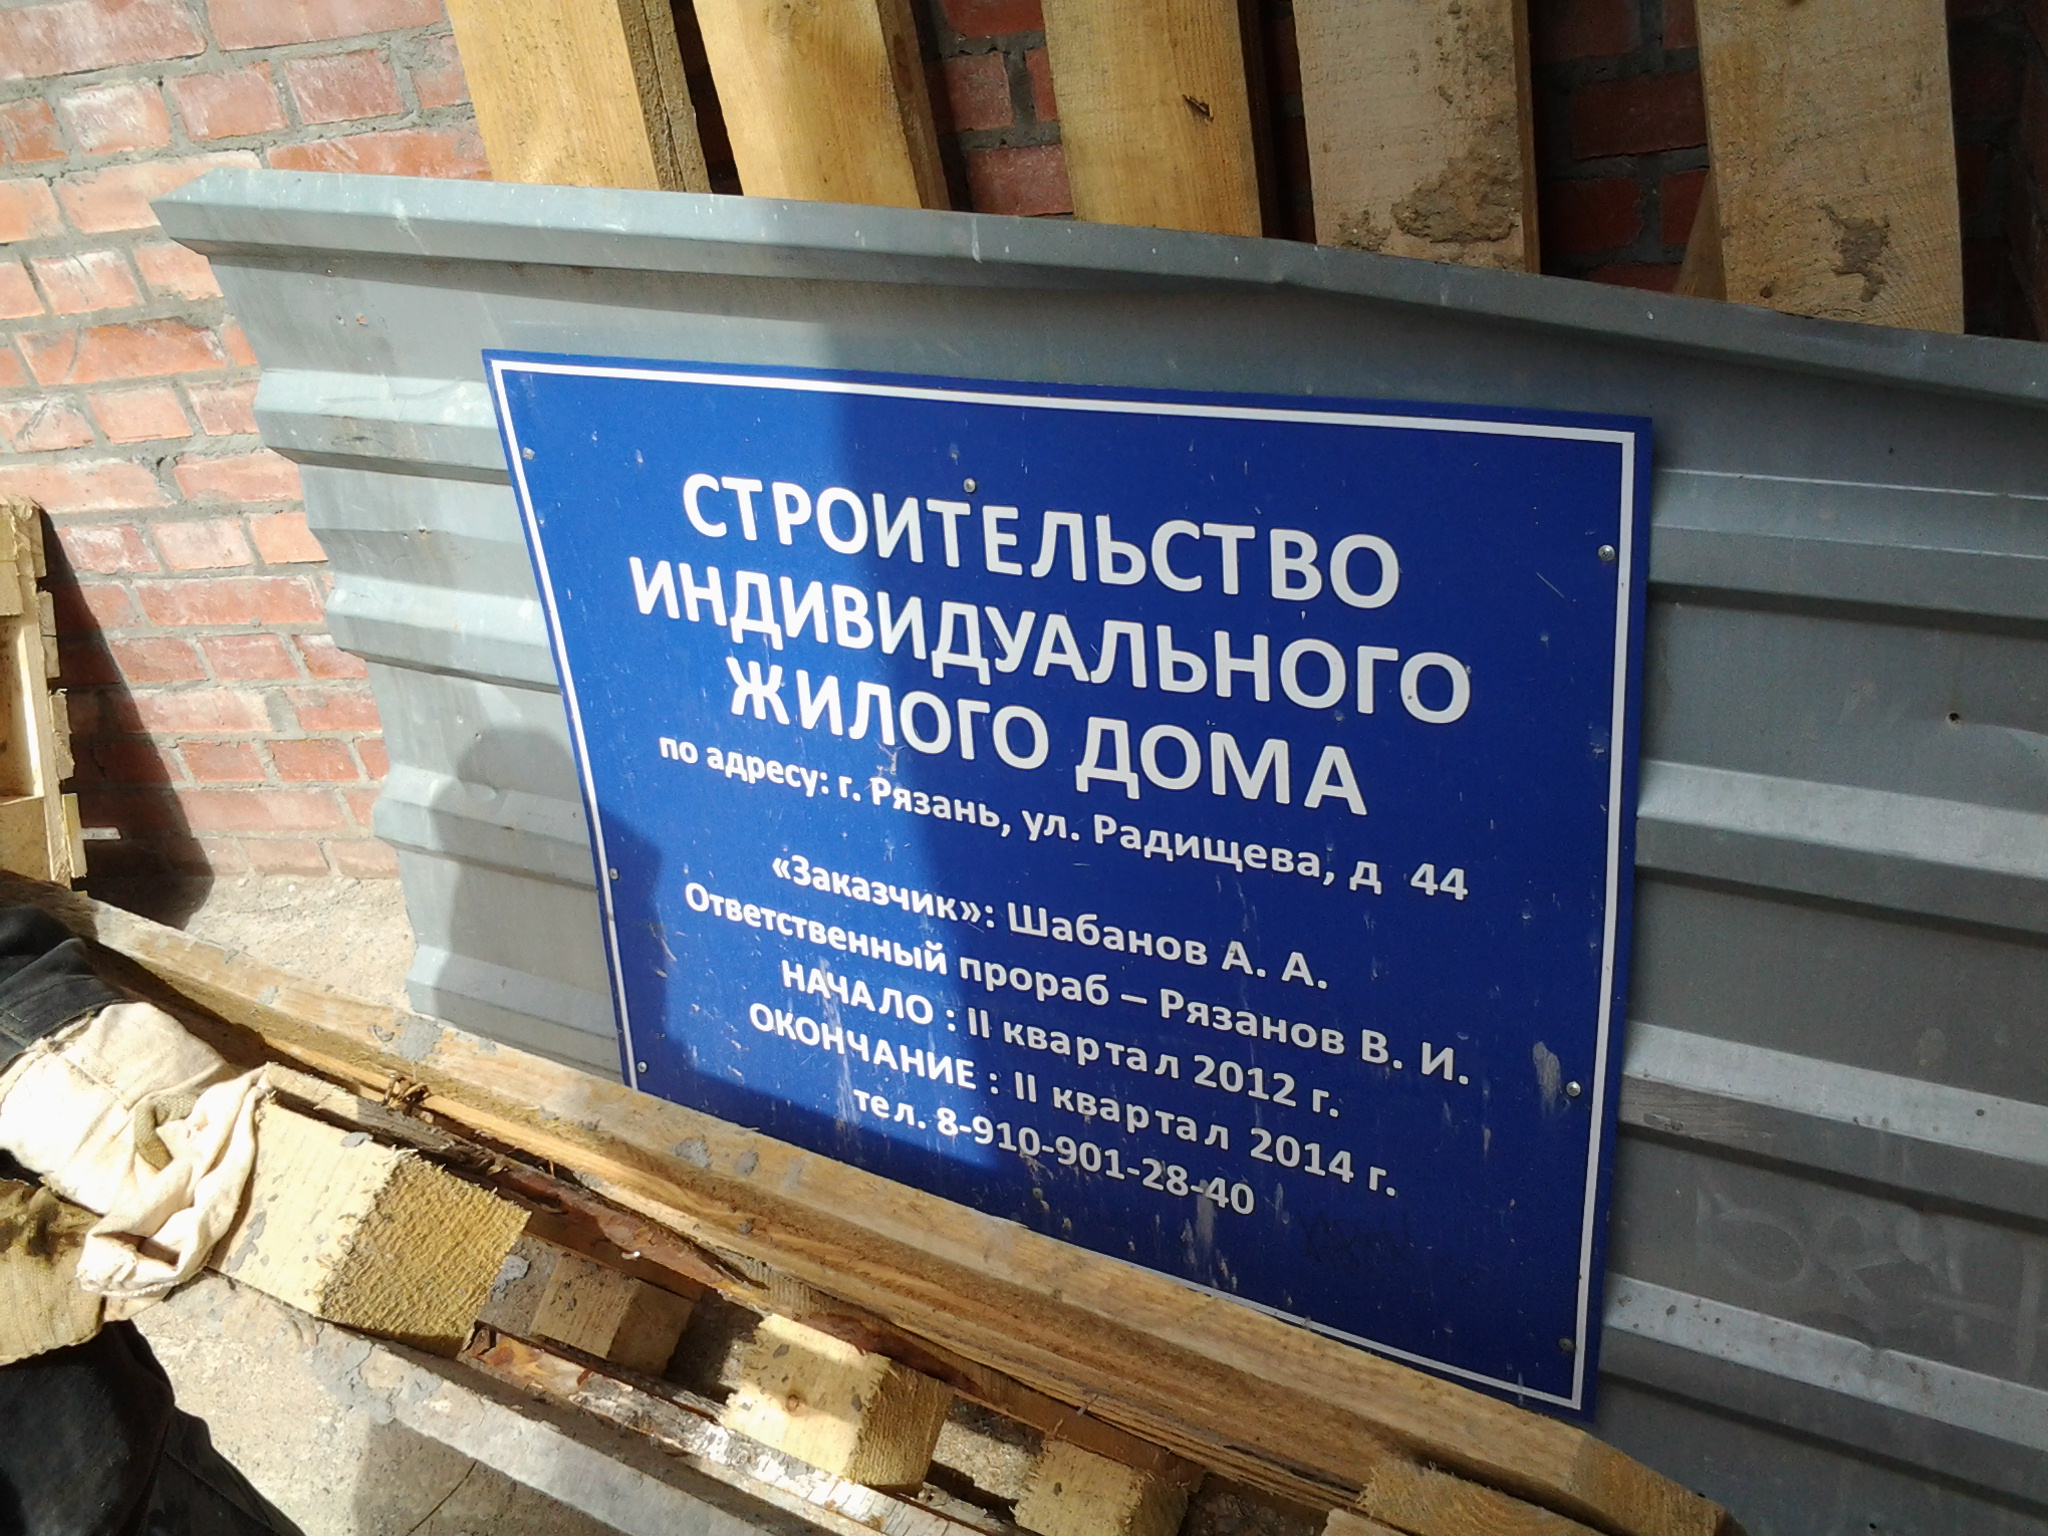 СТРОИТЕЛЬСТВО
ИНДИВИДУАЛЬНОГО
ЖИЛОГО ДОМА
по адресу: г. Рязань, ул. Радищева, д 44
«Заказчик»: Шабанов А. А.
Ответственный прораб – Рязанов В. И.
НАЧАЛО : II квартал 2012 г.
ОКОНЧАНИЕ : II квартал 2014 г.
тел. 8-910-901-28-40